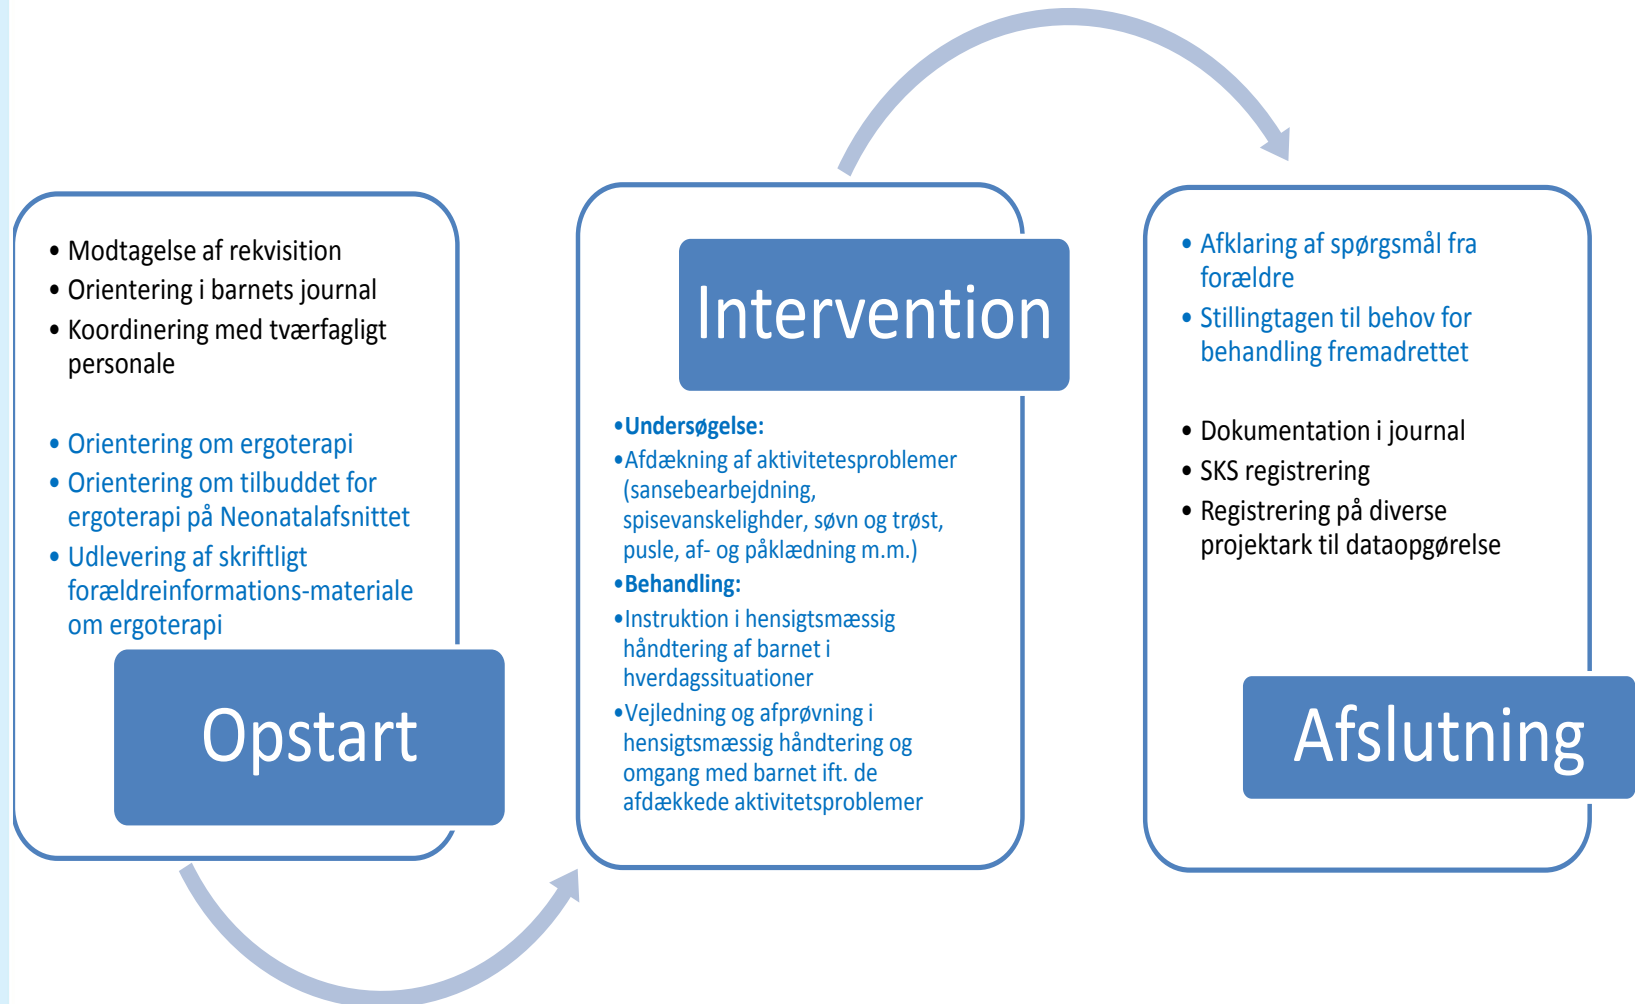 • Modtagelse af rekvisition
• Orientering i barnets journal
• Koordinering med tværfagligt
personale
• Orientering om ergoterapi
• Orientering om tilbuddet for
ergoterapi på Neonatalafsnittet
• Udlevering af skriftligt
forældreinformations-materiale
om ergoterapi
Opstart
Intervention
•Undersøgelse:
•Afdækning af aktivitetesproblemer
(sansebearbejdning,
spisevanskelighder, søvn og trøst,
pusle, af- og påklædning m.m.)
•Behandling:
•Instruktion i hensigtsmæssig
håndtering af barnet i
hverdagssituationer
•Vejledning og afprøvning i
hensigtsmæssig håndtering og
omgang med barnet ift. de
afdækkede aktivitetsproblemer
• Afklaring af spørgsmål fra
forældre
• Stillingtagen til behov for
behandling fremadrettet
• Dokumentation i journal
• SKS registrering
• Registrering på diverse
projektark til dataopgørelse
Afslutning